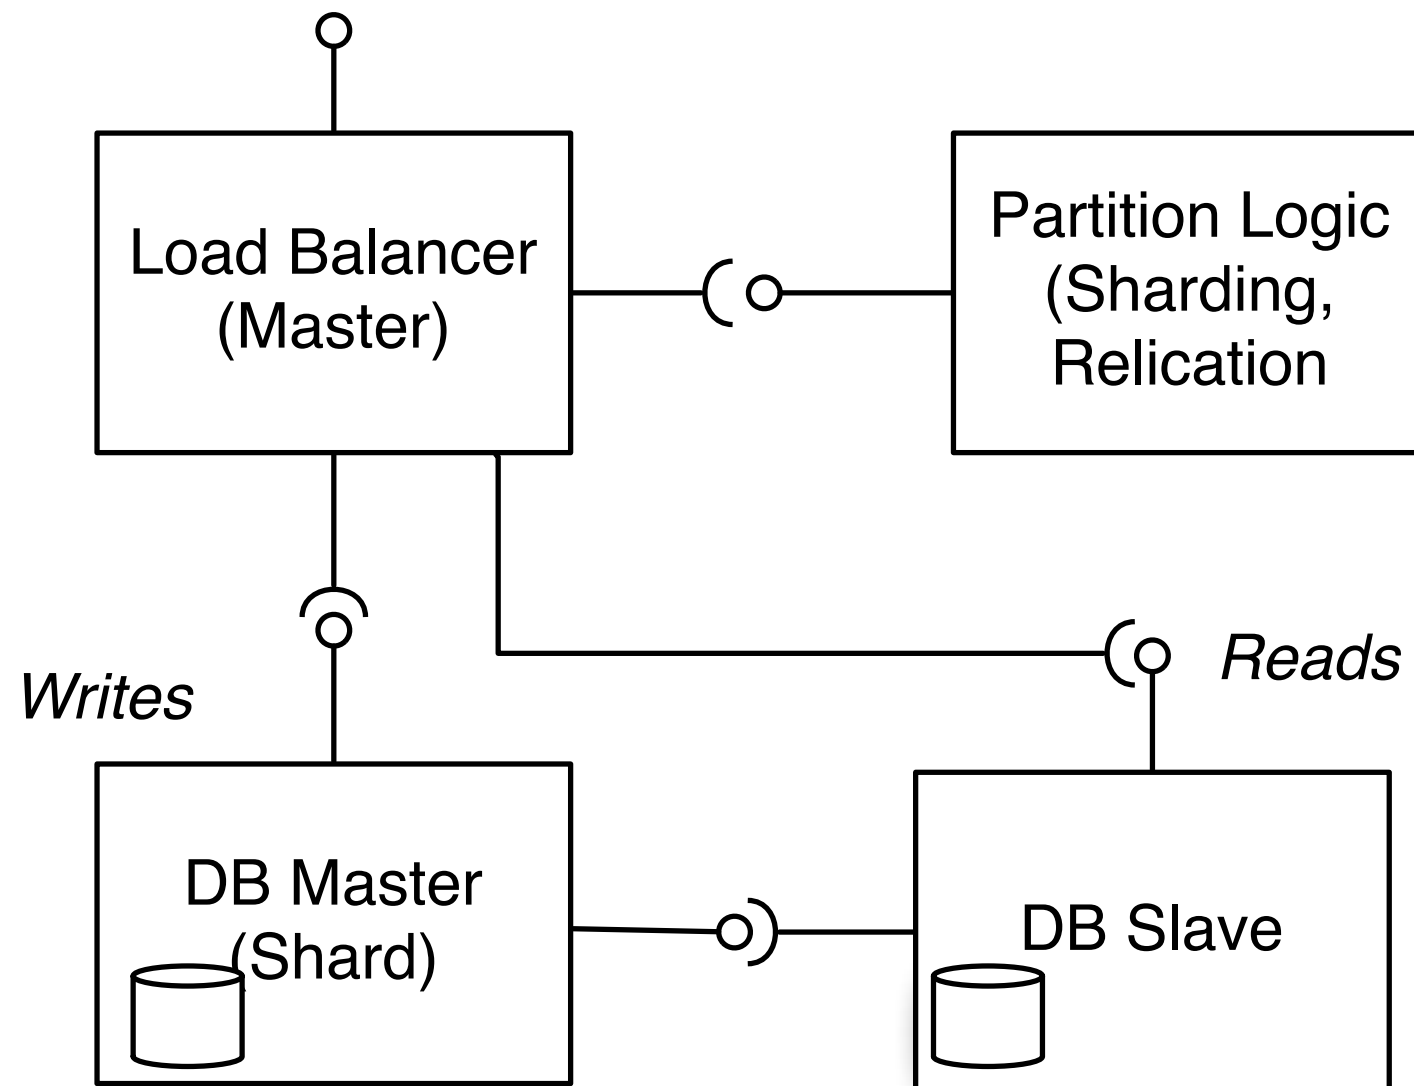 Load Balancer
(Master)
Partition Logic
(Sharding,
Relication
Writes
Reads
DB Master
(Shard)
DB Slave